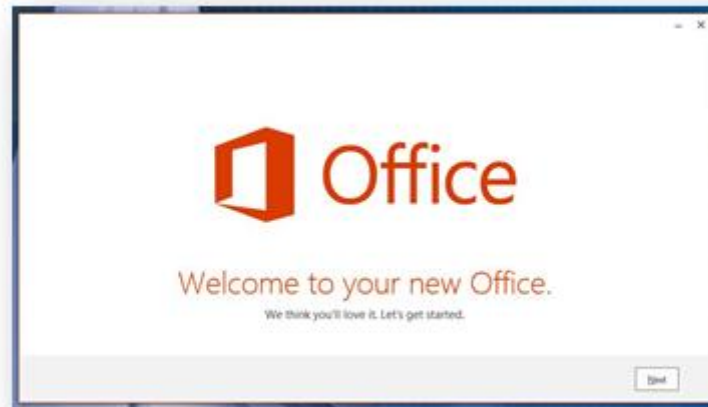 Office
Welcome to your new Office.
We think you'll love it. Let's get started.
Next